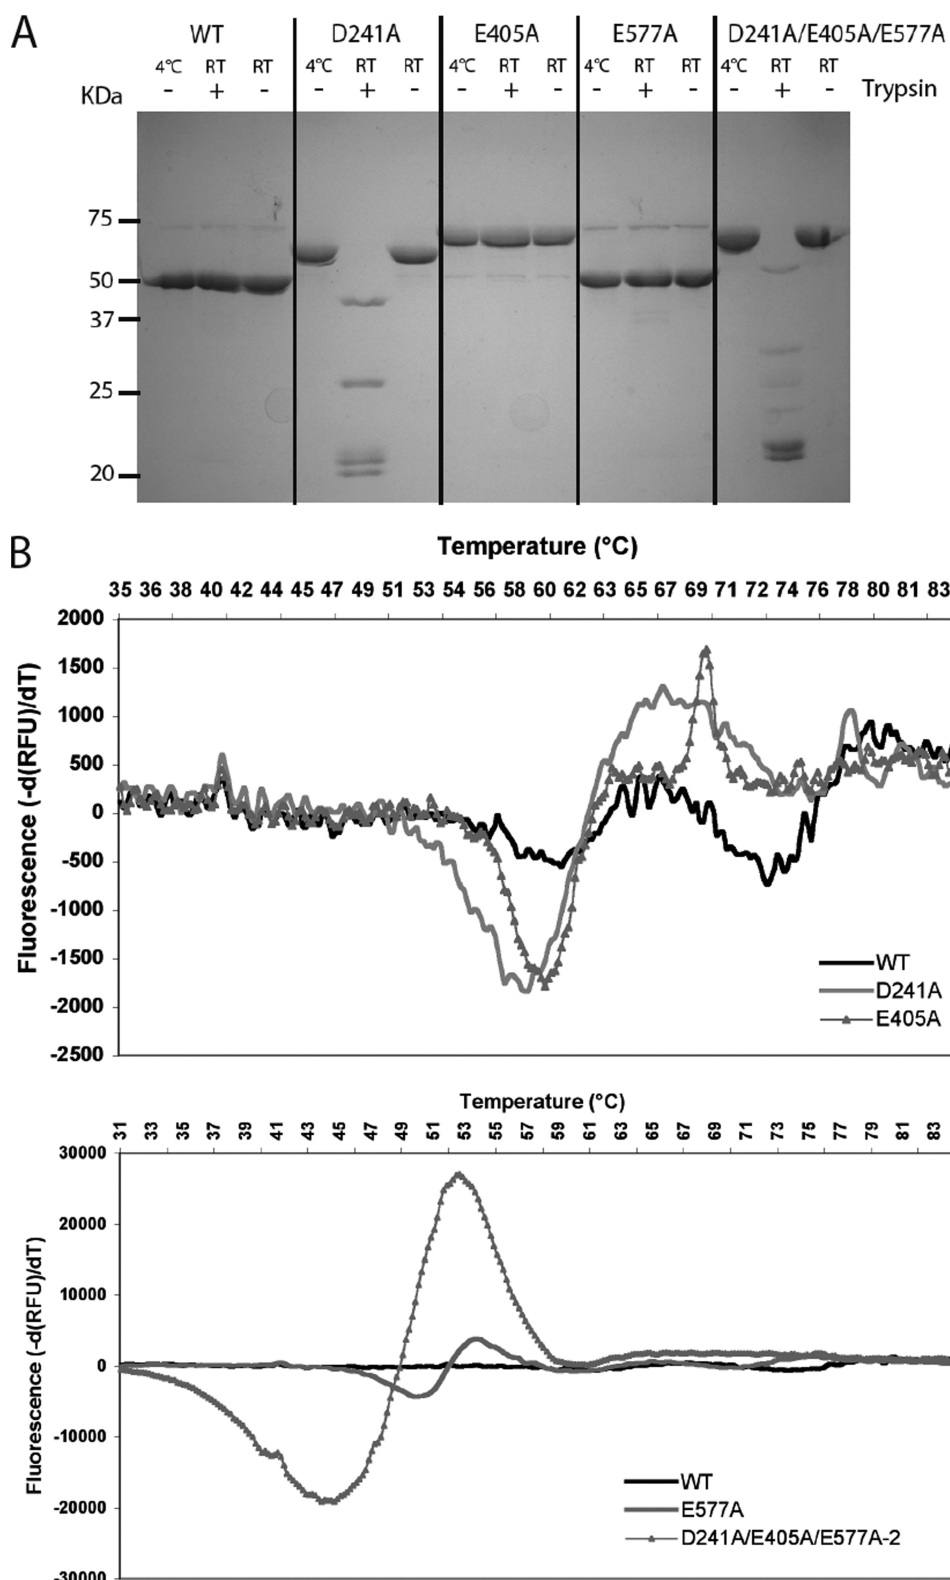 A
WT D241A E405A E577A D241A/E405A/E577A
4°C RT RT 4°C RT RT 4°C RT RT 4°C RT RT 4°C RT RT
KDa - + - - + - - + - - + - - + - Trypsin
75
50
37
25
20
B
Temperature (°C)
35 36 38 40 42 44 45 47 49 51 53 54 56 58 60 62 63 65 67 69 71 72 74 76 78 80 81 83
2000
1500
1000
500
0
-500
-1000
-1500
-2000
-2500
Fluorescence (-d(RFU)/dT)
WT
D241A
E405A
Temperature (°C)
31 33 35 37 39 41 43 45 47 49 51 53 55 57 59 61 63 65 67 69 71 73 75 77 79 81 83
30000
20000
10000
0
-10000
-20000
-30000
Fluorescence (-d(RFU)/dT)
WT
E577A
D241A/E405A/E577A-2